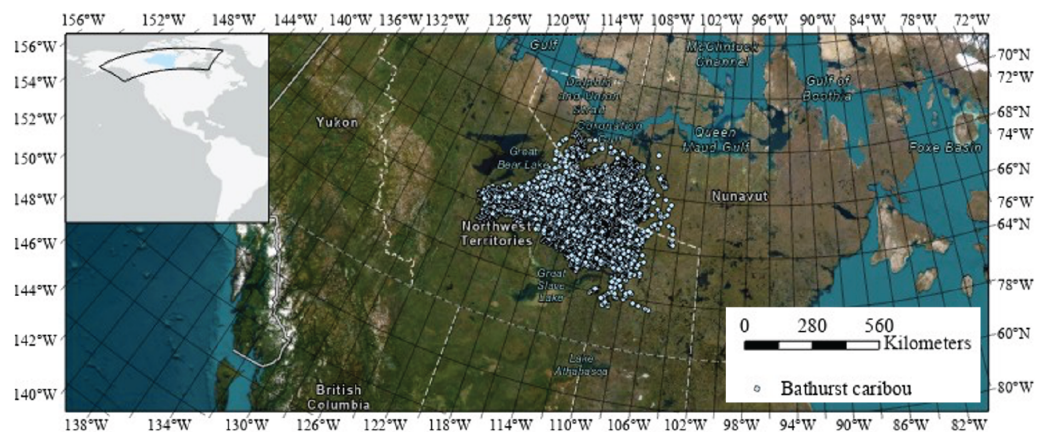 156°W 152°W 148°W 144°W 140°W 136°W 132°W 126°W 120°W 114°W 108°W 102°W 96°W 90°W 84°W 78°W 72°W
156°W
154°W
152°W
150°W
148°W
146°W
144°W
142°W
140°W
Gulf
McClintock
Channel
Gulf of
Boothia
Dolphin
and Union
Strait
Coronation
Yukon
Great
Bear Lake
Queen
Maud Gulf
Foxe Basin
Nunavut
Northwest
Territories
Great
Slave
Lake
Lake
Athabasca
British
Columbia
70°N
72°W
68°N
74°W
66°N
76°W
64°N
78°W
60°N
80°W
0 280 560
Kilometers
Bathurst caribou
138°W 134°W 130°W 126°W 122°W 118°W 114°W 110°W 106°W 102°W 98°W 94°W 90°W 86°W 82°W